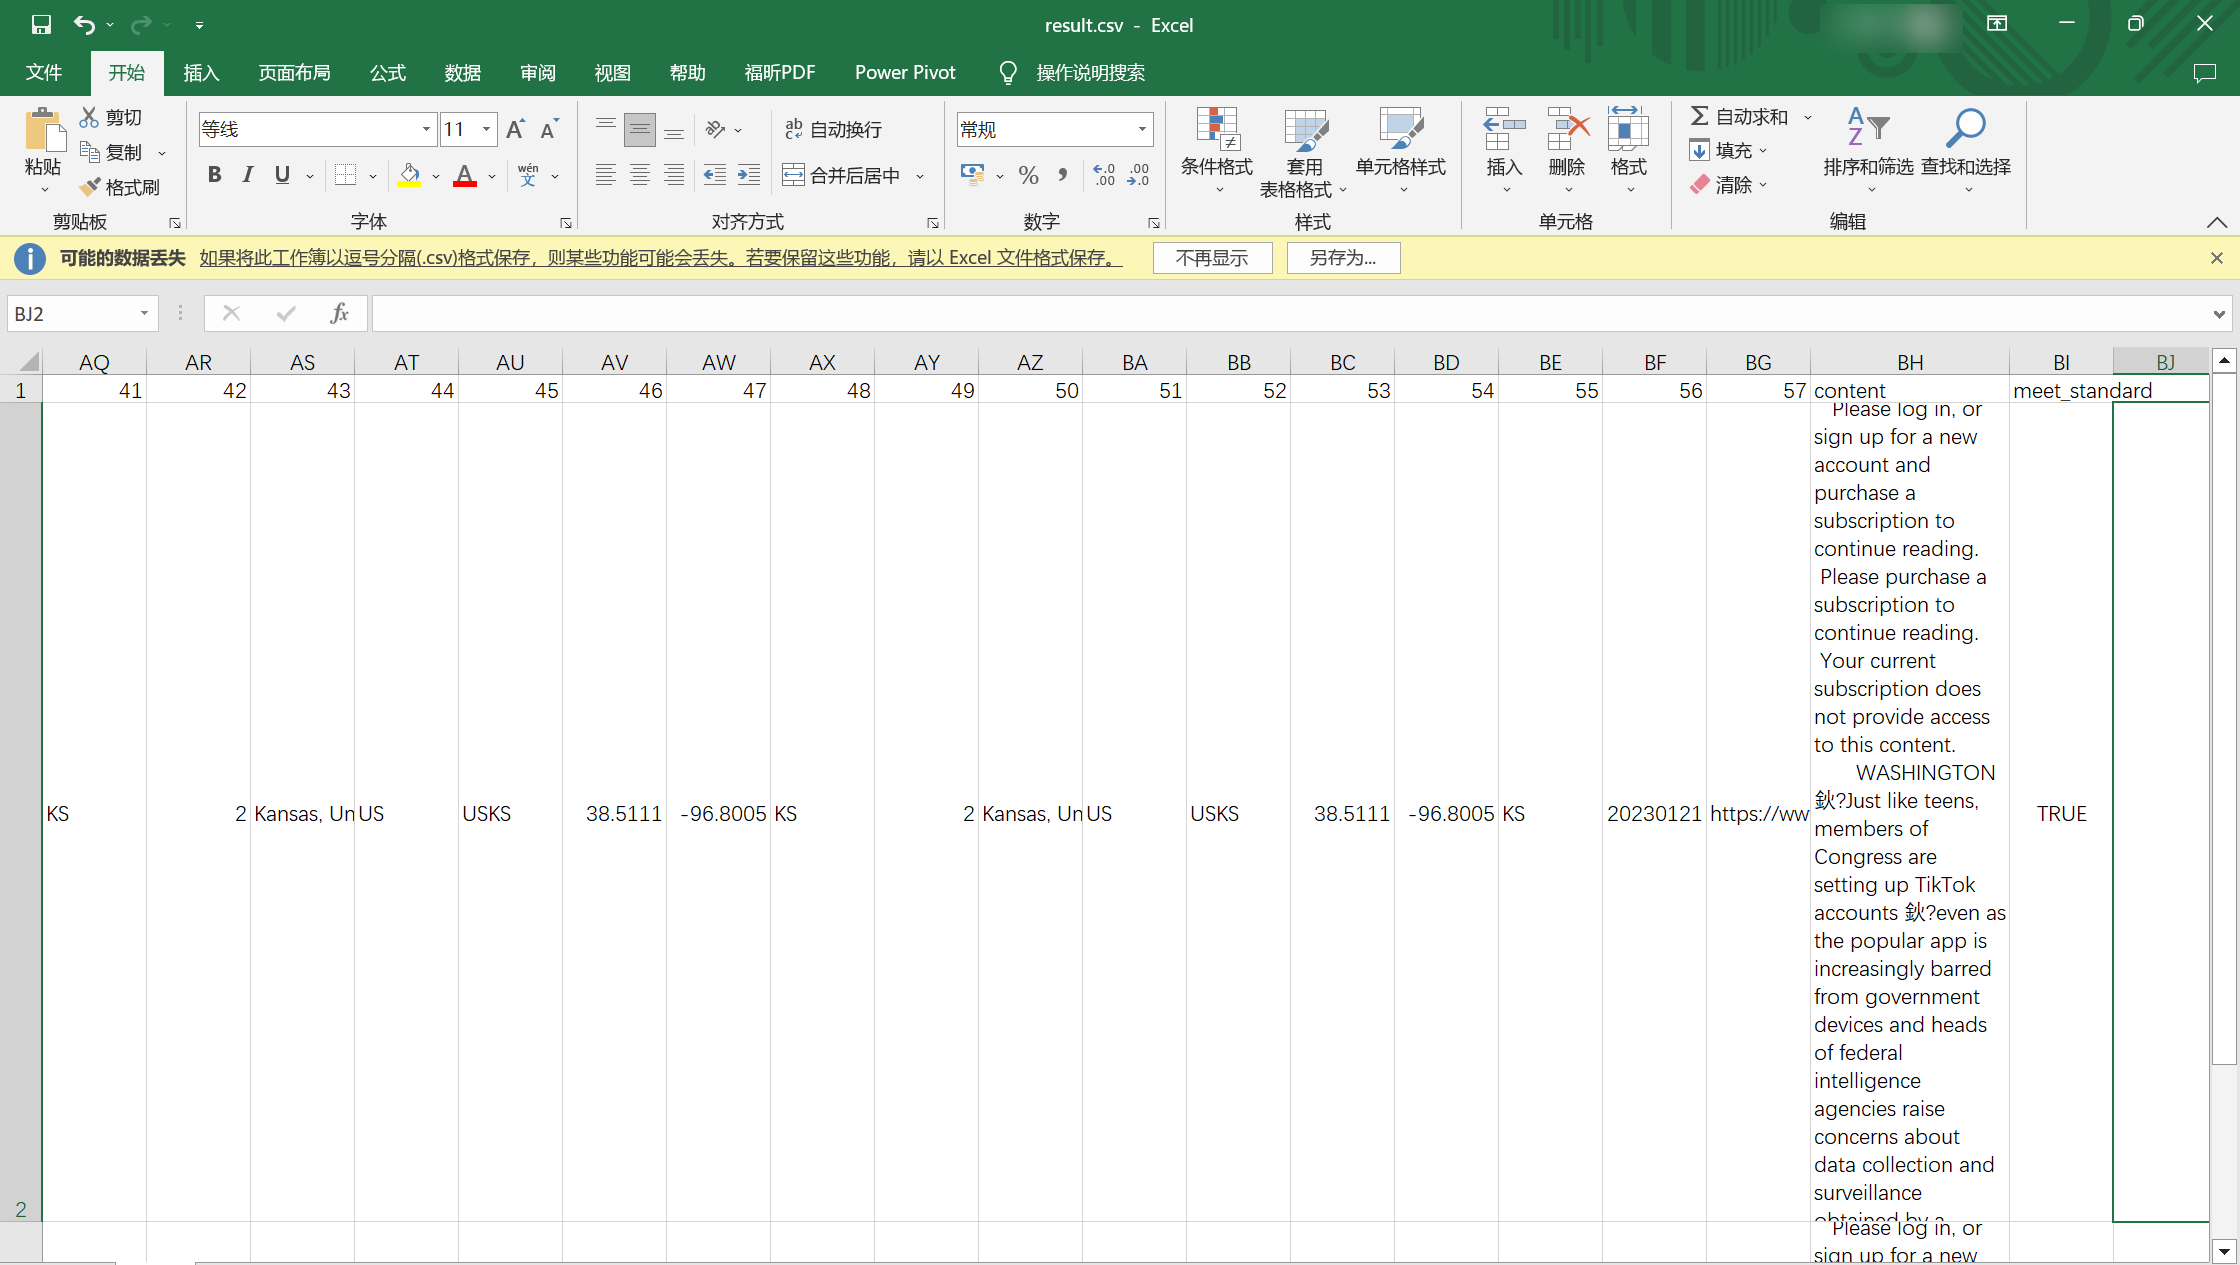 result.csv - Excel
文件 开始 插入 页面布局 公式 数据 审阅 视图 帮助 福昕PDF Power Pivot 操作说明搜索
粘贴
剪切
复制
格式刷
剪贴板
等线 11
B I U A wén 文
字体
ab 自动换行
合并后居中
对齐方式
常规
% , .00
数字
条件格式
套用
表格格式
单元格样式
样式
插入 删除 格式
单元格
Σ 自动求和
填充
清除
排序和筛选 查找和选择
编辑
可能的数据丢失 如果将此工作簿以逗号分隔(.csv)格式保存，则某些功能可能会丢失。若要保留这些功能，请以 Excel 文件格式保存。 不再显示 另存为...
BJ2 fx
AQ AR AS AT AU AV AW AX AY AZ BA BB BC BD BE BF BG BH BI BJ
1 41 42 43 44 45 46 47 48 49 50 51 52 53 54 55 56 57 content meet_standard
Please log in, or
sign up for a new
account and
purchase a
subscription to
continue reading.
Please purchase a
subscription to
continue reading.
Your current
subscription does
not provide access
to this content.
WASHINGTON
鈥?Just like teens,
KS 2 Kansas, Un US USKS 38.5111 -96.8005 KS 2 Kansas, Un US USKS 38.5111 -96.8005 KS 20230121 https://ww TRUE
members of
Congress are
setting up TikTok
accounts 鈥?even as
the popular app is
increasingly barred
from government
devices and heads
of federal
intelligence
agencies raise
concerns about
data collection and
surveillance
obtained by a
2
Please log in, or
sign up for a new